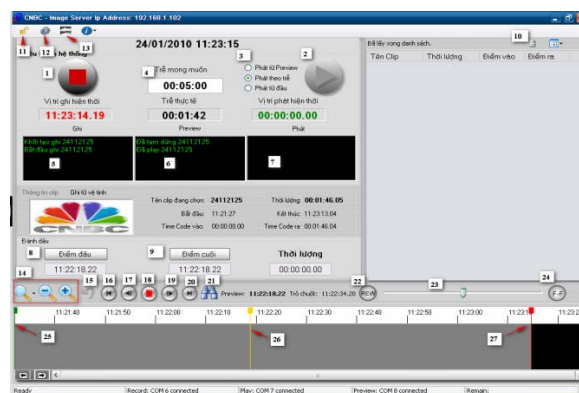 CNBC - Image Server Ip Address: 192.168.1.102
11 12 13
24/01/2010 11:23:15
hệ thống
1
4 Trễ mong muốn
00:05:00
3
Phát từ Preview
Phát theo trễ
Phát từ đầu
2
Vị trí ghi hiện thời
11:23:14.19
Trễ thực tế
00:01:42
Vị trí phát hiện thời
00:00:00.00
Ghi Preview Phát
Khởi tạo ghi 24112125
Bắt đầu ghi 24112125
5
Đã tạm dừng 24112125
Đã play 24112125
6
7
Đã lấy xong danh sách.
10
Tên Clip Thời lượng Điểm vào Điểm ra
Thông tin clip Ghi từ vệ tinh
CNBC
Tên clip đang chọn: 24112125 Thời lượng: 00:01:46.05
Bắt đầu: 11:21:27 Kết thúc: 11:23:13.04
Time Code vào: 00:00:00.00 Time Code ra: 00:01:46.04
Đánh dấu
8 Điểm đầu 9 Điểm cuối Thời lượng
11:22:18.22 11:22:18.22 00:00:00.00
14 15 16 17 18 19 20 21 22 23 24
Preview: 11:22:18.22 Trỏ chuột: 11:22:34.20 REW F-F
11:21:40 11:21:50 11:22:00 11:22:10 11:22:20 11:22:30 11:22:40 11:22:50 11:23:00
25 26 27
Ready Record: COM 6 connected Play: COM 7 connected Preview: COM 8 connected Remain: